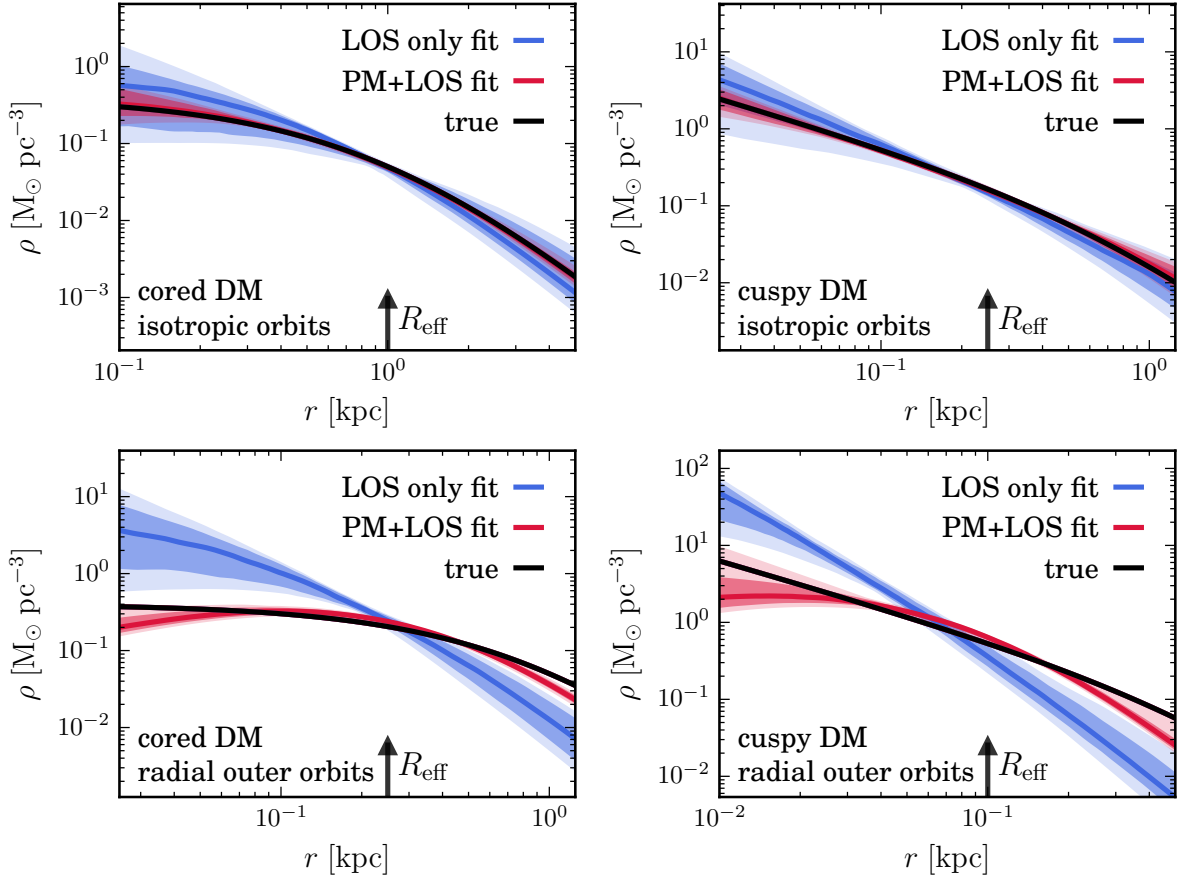 LOS only fit
PM+LOS fit
true
10⁰
10⁻¹
10⁻²
10⁻³
ρ [M⊙ pc⁻³]
cored DM
isotropic orbits
R_eff
10⁻¹
10⁰
r [kpc]
LOS only fit
PM+LOS fit
true
10¹
10⁰
10⁻¹
10⁻²
ρ [M⊙ pc⁻³]
cuspy DM
isotropic orbits
R_eff
10⁻¹
10⁰
r [kpc]
LOS only fit
PM+LOS fit
true
10¹
10⁰
10⁻¹
10⁻²
ρ [M⊙ pc⁻³]
cored DM
radial outer orbits
R_eff
10⁻¹
10⁰
r [kpc]
LOS only fit
PM+LOS fit
true
10²
10¹
10⁰
10⁻¹
10⁻²
ρ [M⊙ pc⁻³]
cuspy DM
radial outer orbits
R_eff
10⁻²
10⁻¹
r [kpc]